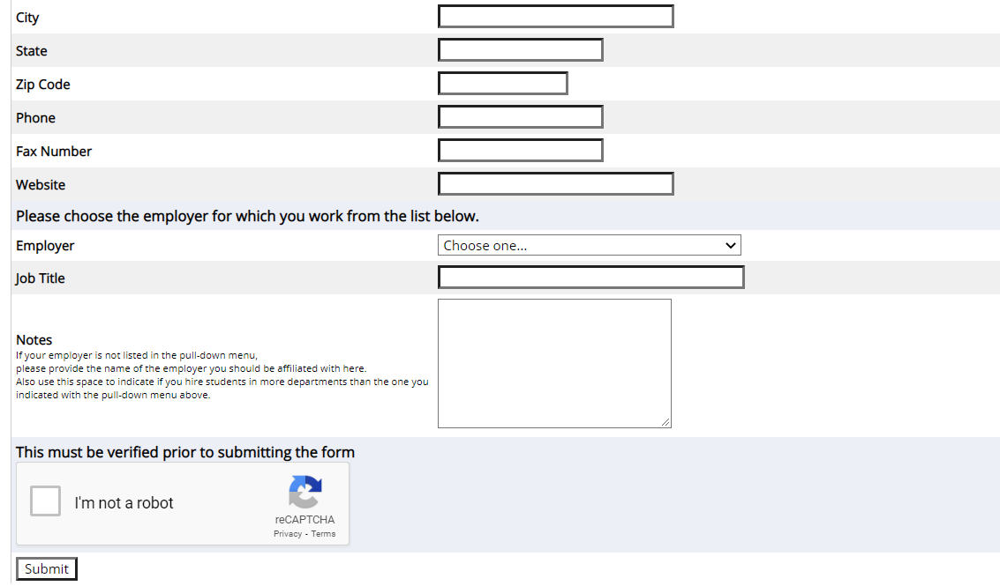 City
State
Zip Code
Phone
Fax Number
Website
Please choose the employer for which you work from the list below.
Employer
Choose one...
Job Title
Notes
If your employer is not listed in the pull-down menu,
please provide the name of the employer you should be affiliated with here.
Also use this space to indicate if you hire students in more departments than the one you
indicated with the pull-down menu above.
This must be verified prior to submitting the form
I'm not a robot
reCAPTCHA
Privacy - Terms
Submit